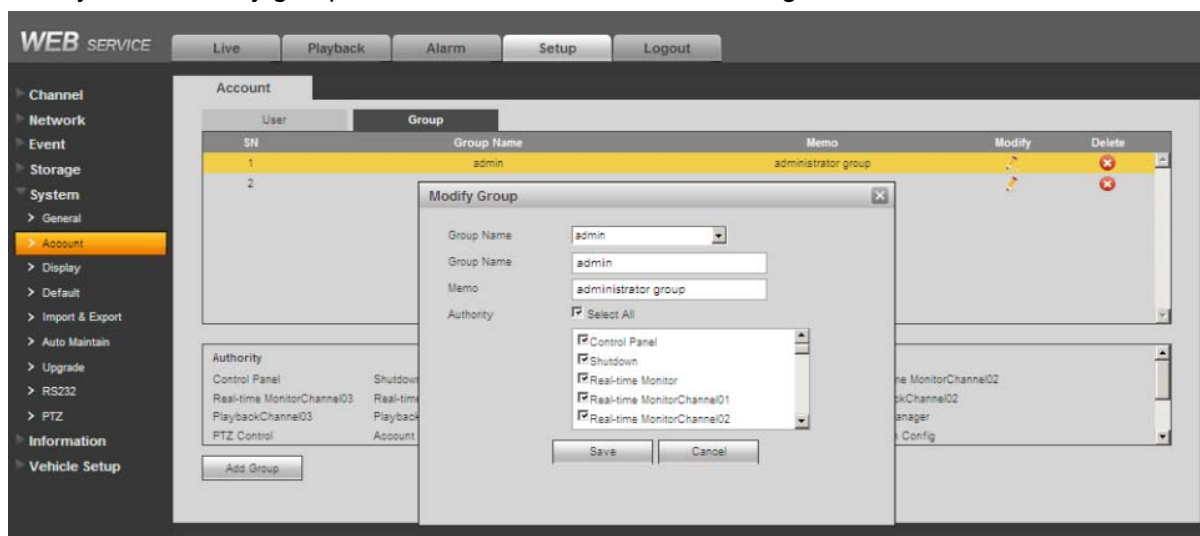 WEB SERVICE
Live Playback Alarm Setup Logout
Channel
Network
Event
Storage
System
> General
> Account
> Display
> Default
> Import & Export
> Auto Maintain
> Upgrade
> RS232
> PTZ
Information
Vehicle Setup
Account
User Group
SN Group Name Memo Modify Delete
1 admin administrator group
2
Modify Group
Group Name admin
Group Name admin
Memo administrator group
Authority Select All
Control Panel
Shutdown
Real-time Monitor
Real-time MonitorChannel01
Real-time MonitorChannel02
Save Cancel
Authority
Control Panel Shutdown MonitorChannel02
Real-time MonitorChannel03 Real-time
PlaybackChannel03 Playback
PTZ Control Account Config
Add Group